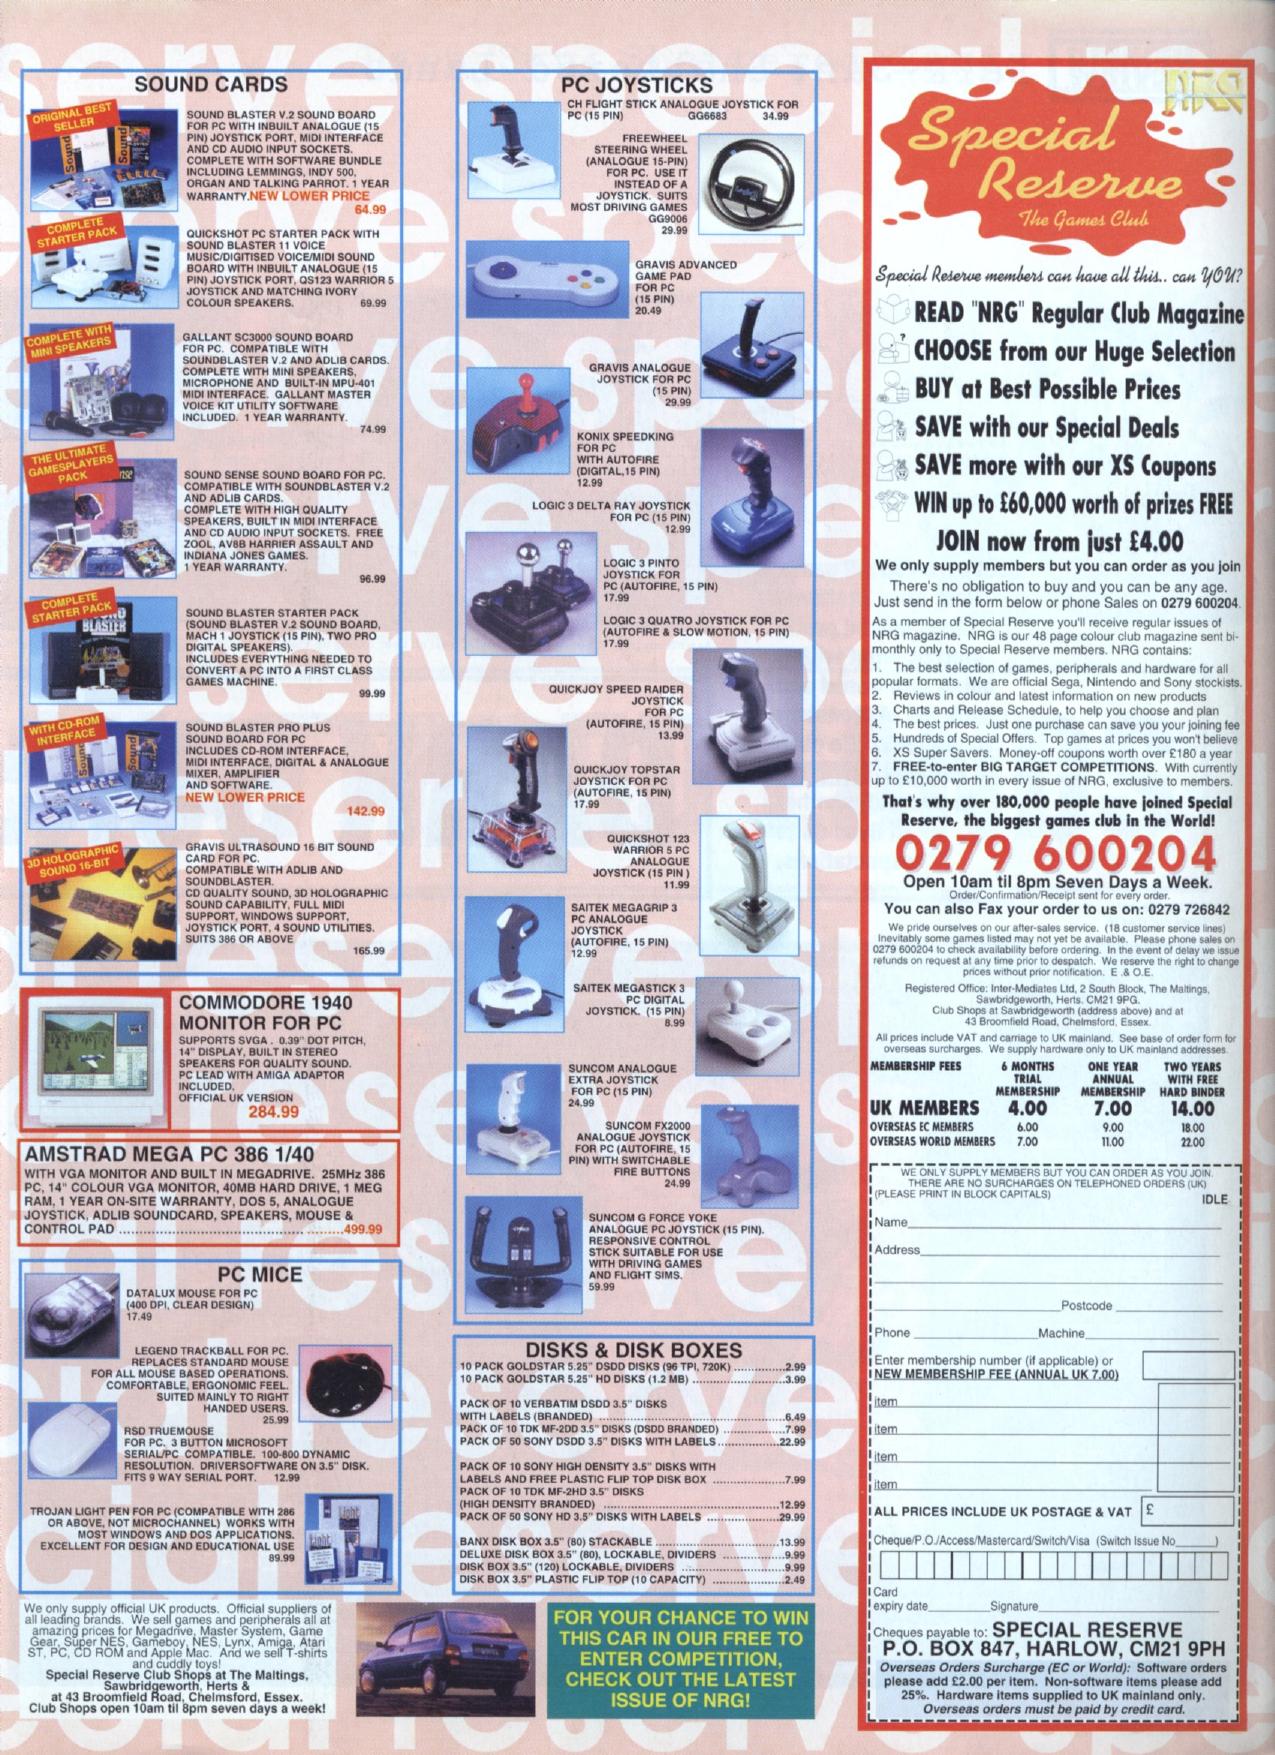 SOUND CARDS
ORIGINAL BEST
SELLER
SOUND BLASTER V.2 SOUND BOARD
FOR PC WITH INBUILT ANALOGUE (15
PIN) JOYSTICK PORT, MIDI INTERFACE
AND CD AUDIO INPUT SOCKETS.
COMPLETE WITH SOFTWARE BUNDLE
INCLUDING LEMMINGS, INDY 500,
ORGAN AND TALKING PARROT. 1 YEAR
WARRANTY.NEW LOWER PRICE
64.99
COMPLETE
STARTER PACK
QUICKSHOT PC STARTER PACK WITH
SOUND BLASTER 11 VOICE
MUSIC/DIGITISED VOICE/MIDI SOUND
BOARD WITH INBUILT ANALOGUE (15
PIN) JOYSTICK PORT, QS123 WARRIOR 5
JOYSTICK AND MATCHING IVORY
COLOUR SPEAKERS. 69.99
COMPLETE WITH
MINI SPEAKERS
GALLANT SC3000 SOUND BOARD
FOR PC. COMPATIBLE WITH
SOUNDBLASTER V.2 AND ADLIB CARDS.
COMPLETE WITH MINI SPEAKERS,
MICROPHONE AND BUILT-IN MPU-401
MIDI INTERFACE. GALLANT MASTER
VOICE KIT UTILITY SOFTWARE
INCLUDED. 1 YEAR WARRANTY.
74.99
THE ULTIMATE
GAMESPLAYERS
PACK
SOUND SENSE SOUND BOARD FOR PC.
COMPATIBLE WITH SOUNDBLASTER V.2
AND ADLIB CARDS.
COMPLETE WITH HIGH QUALITY
SPEAKERS, BUILT IN MIDI INTERFACE
AND CD AUDIO INPUT SOCKETS. FREE
ZOOL, AV8B HARRIER ASSAULT AND
INDIANA JONES GAMES.
1 YEAR WARRANTY.
96.99
COMPLETE
STARTER PACK
SOUND BLASTER STARTER PACK
(SOUND BLASTER V.2 SOUND BOARD,
MACH 1 JOYSTICK (15 PIN), TWO PRO
DIGITAL SPEAKERS).
INCLUDES EVERYTHING NEEDED TO
CONVERT A PC INTO A FIRST CLASS
GAMES MACHINE.
99.99
WITH CD-ROM
INTERFACE
SOUND BLASTER PRO PLUS
SOUND BOARD FOR PC
INCLUDES CD-ROM INTERFACE,
MIDI INTERFACE, DIGITAL & ANALOGUE
MIXER, AMPLIFIER
AND SOFTWARE.
NEW LOWER PRICE
142.99
3D HOLOGRAPHIC
SOUND 16-BIT
GRAVIS ULTRASOUND 16 BIT SOUND
CARD FOR PC.
COMPATIBLE WITH ADLIB AND
SOUNDBLASTER.
CD QUALITY SOUND, 3D HOLOGRAPHIC
SOUND CAPABILITY, FULL MIDI
SUPPORT, WINDOWS SUPPORT,
JOYSTICK PORT, 4 SOUND UTILITIES.
SUITS 386 OR ABOVE
165.99
COMMODORE 1940
MONITOR FOR PC
SUPPORTS SVGA . 0.39" DOT PITCH,
14" DISPLAY, BUILT IN STEREO
SPEAKERS FOR QUALITY SOUND.
PC LEAD WITH AMIGA ADAPTOR
INCLUDED.
OFFICIAL UK VERSION
284.99
AMSTRAD MEGA PC 386 1/40
WITH VGA MONITOR AND BUILT IN MEGADRIVE. 25MHz 386
PC, 14" COLOUR VGA MONITOR, 40MB HARD DRIVE, 1 MEG
RAM, 1 YEAR ON-SITE WARRANTY, DOS 5, ANALOGUE
JOYSTICK, ADLIB SOUNDCARD, SPEAKERS, MOUSE &
CONTROL PAD ........................................499.99
PC MICE
DATALUX MOUSE FOR PC
(400 DPI, CLEAR DESIGN)
17.49
LEGEND TRACKBALL FOR PC.
REPLACES STANDARD MOUSE
FOR ALL MOUSE BASED OPERATIONS.
COMFORTABLE, ERGONOMIC FEEL.
SUITED MAINLY TO RIGHT
HANDED USERS.
25.99
RSD TRUEMOUSE
FOR PC. 3 BUTTON MICROSOFT
SERIAL/PC COMPATIBLE. 100-800 DYNAMIC
RESOLUTION. DRIVERSOFTWARE ON 3.5" DISK.
FITS 9 WAY SERIAL PORT. 12.99
TROJAN LIGHT PEN FOR PC (COMPATIBLE WITH 286
OR ABOVE, NOT MICROCHANNEL) WORKS WITH
MOST WINDOWS AND DOS APPLICATIONS.
EXCELLENT FOR DESIGN AND EDUCATIONAL USE
89.99
We only supply official UK products. Official suppliers of
all leading brands. We sell games and peripherals all at
amazing prices for Megadrive, Master System, Game
Gear, Super NES, Gameboy, NES, Lynx, Amiga, Atari
ST, PC, CD ROM and Apple Mac. And we sell T-shirts
and cuddly toys!
Special Reserve Club Shops at The Maltings,
Sawbridgeworth, Herts &
at 43 Broomfield Road, Chelmsford, Essex.
Club Shops open 10am til 8pm seven days a week!
PC JOYSTICKS
CH FLIGHT STICK ANALOGUE JOYSTICK FOR
PC (15 PIN) GG6683 34.99
FREEWHEEL
STEERING WHEEL
(ANALOGUE 15-PIN)
FOR PC. USE IT
INSTEAD OF A
JOYSTICK. SUITS
MOST DRIVING GAMES
GG9006
29.99
GRAVIS ADVANCED
GAME PAD
FOR PC
(15 PIN)
20.49
GRAVIS ANALOGUE
JOYSTICK FOR PC
(15 PIN)
29.99
KONIX SPEEDKING
FOR PC
WITH AUTOFIRE
(DIGITAL,15 PIN)
12.99
LOGIC 3 DELTA RAY JOYSTICK
FOR PC (15 PIN)
12.99
LOGIC 3 PINTO
JOYSTICK FOR
PC (AUTOFIRE, 15 PIN)
17.99
LOGIC 3 QUATRO JOYSTICK FOR PC
(AUTOFIRE & SLOW MOTION, 15 PIN)
17.99
QUICKJOY SPEED RAIDER
JOYSTICK
FOR PC
(AUTOFIRE, 15 PIN)
13.99
QUICKJOY TOPSTAR
JOYSTICK FOR PC
(AUTOFIRE, 15 PIN)
17.99
QUICKSHOT 123
WARRIOR 5 PC
ANALOGUE
JOYSTICK (15 PIN )
11.99
SAITEK MEGAGRIP 3
PC ANALOGUE
JOYSTICK
(AUTOFIRE, 15 PIN)
12.99
SAITEK MEGASTICK 3
PC DIGITAL
JOYSTICK. (15 PIN)
8.99
SUNCOM ANALOGUE
EXTRA JOYSTICK
FOR PC (15 PIN)
24.99
SUNCOM FX2000
ANALOGUE JOYSTICK
FOR PC (AUTOFIRE, 15
PIN) WITH SWITCHABLE
FIRE BUTTONS
24.99
SUNCOM G FORCE YOKE
ANALOGUE PC JOYSTICK (15 PIN).
RESPONSIVE CONTROL
STICK SUITABLE FOR USE
WITH DRIVING GAMES
AND FLIGHT SIMS.
59.99
DISKS & DISK BOXES
10 PACK GOLDSTAR 5.25" DSDD DISKS (96 TPI, 720K) ..............2.99
10 PACK GOLDSTAR 5.25" HD DISKS (1.2 MB) ..............3.99
PACK OF 10 VERBATIM DSDD 3.5" DISKS
WITH LABELS (BRANDED) ..............6.49
PACK OF 10 TDK MF-2DD 3.5" DISKS (DSDD BRANDED) ..............7.99
PACK OF 50 SONY DSDD 3.5" DISKS WITH LABELS ..............22.99
PACK OF 10 SONY HIGH DENSITY 3.5" DISKS WITH
LABELS AND FREE PLASTIC FLIP TOP DISK BOX ..............7.99
PACK OF 10 TDK MF-2HD 3.5" DISKS
(HIGH DENSITY BRANDED) ..............12.99
PACK OF 50 SONY HD 3.5" DISKS WITH LABELS ..............29.99
BANX DISK BOX 3.5" (80) STACKABLE ..............13.99
DELUXE DISK BOX 3.5" (80), LOCKABLE, DIVIDERS ..............9.99
DISK BOX 3.5" (120) LOCKABLE, DIVIDERS ..............9.99
DISK BOX 3.5" PLASTIC FLIP TOP (10 CAPACITY) ..............2.49
FOR YOUR CHANCE TO WIN
THIS CAR IN OUR FREE TO
ENTER COMPETITION,
CHECK OUT THE LATEST
ISSUE OF NRG!
NRG
Special
Reserve
The Games Club
Special Reserve members can have all this.. can YOU?
READ "NRG" Regular Club Magazine
CHOOSE from our Huge Selection
BUY at Best Possible Prices
SAVE with our Special Deals
SAVE more with our XS Coupons
WIN up to £60,000 worth of prizes FREE
JOIN now from just £4.00
We only supply members but you can order as you join
There's no obligation to buy and you can be any age.
Just send in the form below or phone Sales on 0279 600204.
As a member of Special Reserve you'll receive regular issues of
NRG magazine. NRG is our 48 page colour club magazine sent bi-
monthly only to Special Reserve members. NRG contains:
1. The best selection of games, peripherals and hardware for all
popular formats. We are official Sega, Nintendo and Sony stockists.
2. Reviews in colour and latest information on new products
3. Charts and Release Schedule, to help you choose and plan
4. The best prices. Just one purchase can save you your joining fee
5. Hundreds of Special Offers. Top games at prices you won't believe
6. XS Super Savers. Money-off coupons worth over £180 a year
7. FREE-to-enter BIG TARGET COMPETITIONS. With currently
up to £10,000 worth in every issue of NRG, exclusive to members.
That's why over 180,000 people have joined Special
Reserve, the biggest games club in the World!
0279 600204
Open 10am til 8pm Seven Days a Week.
Order/Confirmation/Receipt sent for every order.
You can also Fax your order to us on: 0279 726842
We pride ourselves on our after-sales service. (18 customer service lines)
Inevitably some games listed may not yet be available. Please phone sales on
0279 600204 to check availability before ordering. In the event of delay we issue
refunds on request at any time prior to despatch. We reserve the right to change
prices without prior notification. E .& O.E.
Registered Office: Inter-Mediates Ltd, 2 South Block, The Maltings,
Sawbridgeworth, Herts. CM21 9PG.
Club Shops at Sawbridgeworth (address above) and at
43 Broomfield Road, Chelmsford, Essex.
All prices include VAT and carriage to UK mainland. See base of order form for
overseas surcharges. We supply hardware only to UK mainland addresses.
MEMBERSHIP FEES 6 MONTHS ONE YEAR TWO YEARS
TRIAL ANNUAL WITH FREE
MEMBERSHIP MEMBERSHIP HARD BINDER
UK MEMBERS 4.00 7.00 14.00
OVERSEAS EC MEMBERS 6.00 9.00 18.00
OVERSEAS WORLD MEMBERS 7.00 11.00 22.00
WE ONLY SUPPLY MEMBERS BUT YOU CAN ORDER AS YOU JOIN.
THERE ARE NO SURCHARGES ON TELEPHONED ORDERS (UK)
(PLEASE PRINT IN BLOCK CAPITALS) IDLE
Name
Address
Postcode
Phone Machine
Enter membership number (if applicable) or
NEW MEMBERSHIP FEE (ANNUAL UK 7.00)
item
item
item
item
ALL PRICES INCLUDE UK POSTAGE & VAT £
Cheque/P.O./Access/Mastercard/Switch/Visa (Switch Issue No______)
Card
expiry date Signature
Cheques payable to: SPECIAL RESERVE
P.O. BOX 847, HARLOW, CM21 9PH
Overseas Orders Surcharge (EC or World): Software orders
please add £2.00 per item. Non-software items please add
25%. Hardware items supplied to UK mainland only.
Overseas orders must be paid by credit card.